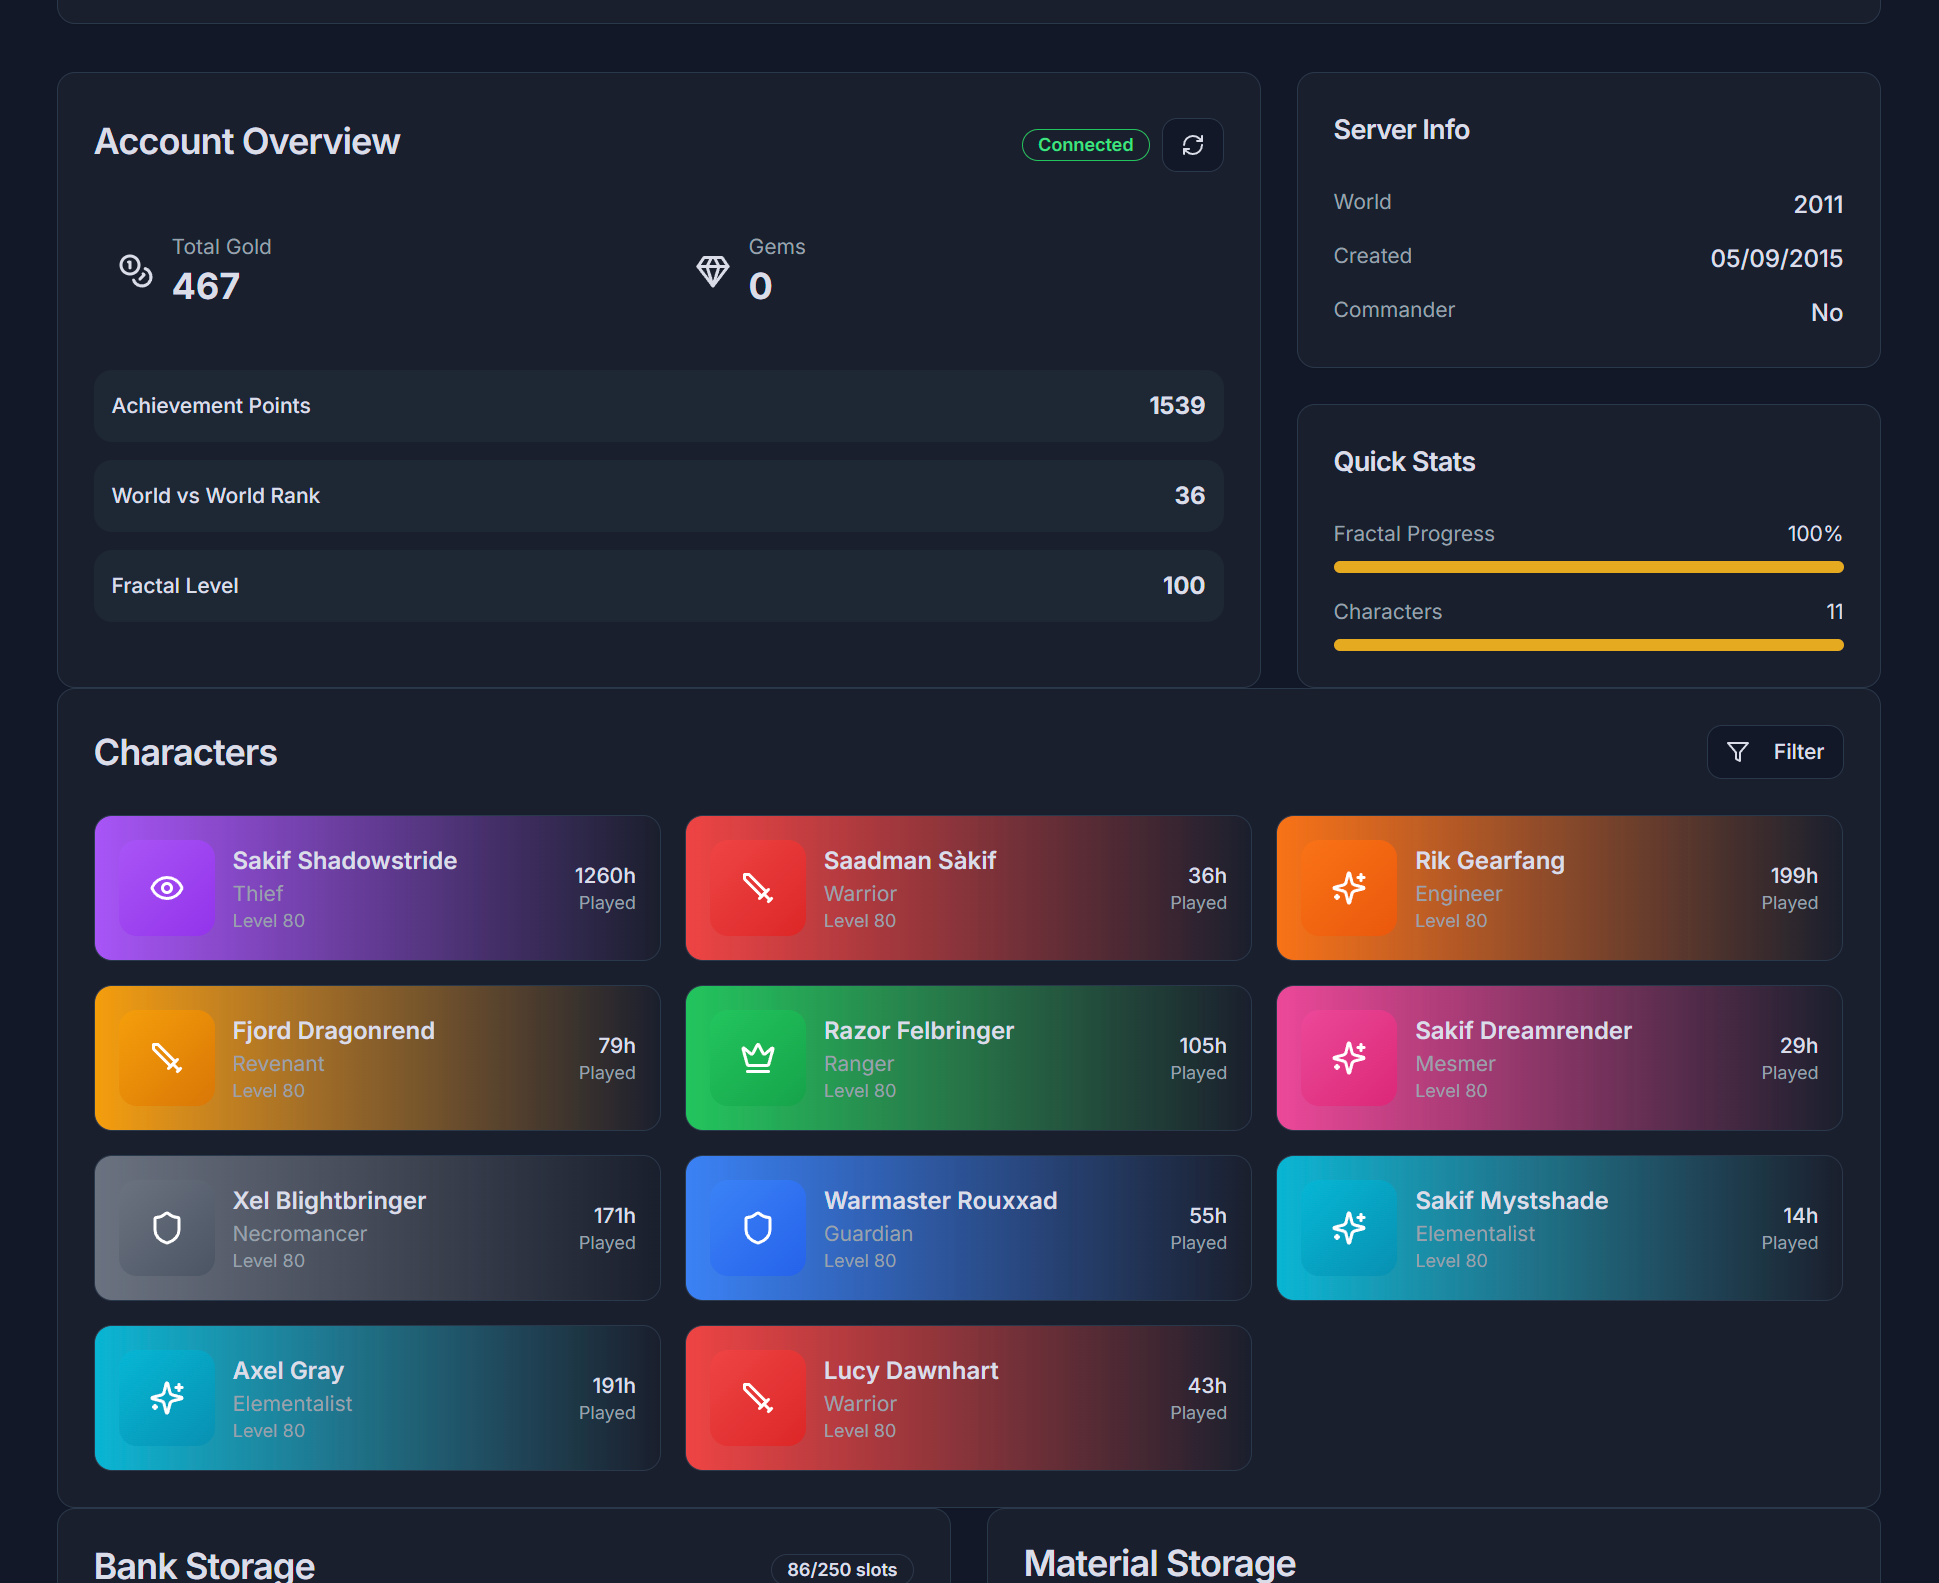 Account Overview
Connected
Total Gold
467
Gems
0
Achievement Points 1539
World vs World Rank 36
Fractal Level 100
Server Info
World 2011
Created 05/09/2015
Commander No
Quick Stats
Fractal Progress 100%
Characters 11
Characters
Filter
Sakif Shadowstride
Thief
Level 80
1260h
Played
Saadman Sàkif
Warrior
Level 80
36h
Played
Rik Gearfang
Engineer
Level 80
199h
Played
Fjord Dragonrend
Revenant
Level 80
79h
Played
Razor Felbringer
Ranger
Level 80
105h
Played
Sakif Dreamrender
Mesmer
Level 80
29h
Played
Xel Blightbringer
Necromancer
Level 80
171h
Played
Warmaster Rouxxad
Guardian
Level 80
55h
Played
Sakif Mystshade
Elementalist
Level 80
14h
Played
Axel Gray
Elementalist
Level 80
191h
Played
Lucy Dawnhart
Warrior
Level 80
43h
Played
Bank Storage
86/250 slots
Material Storage